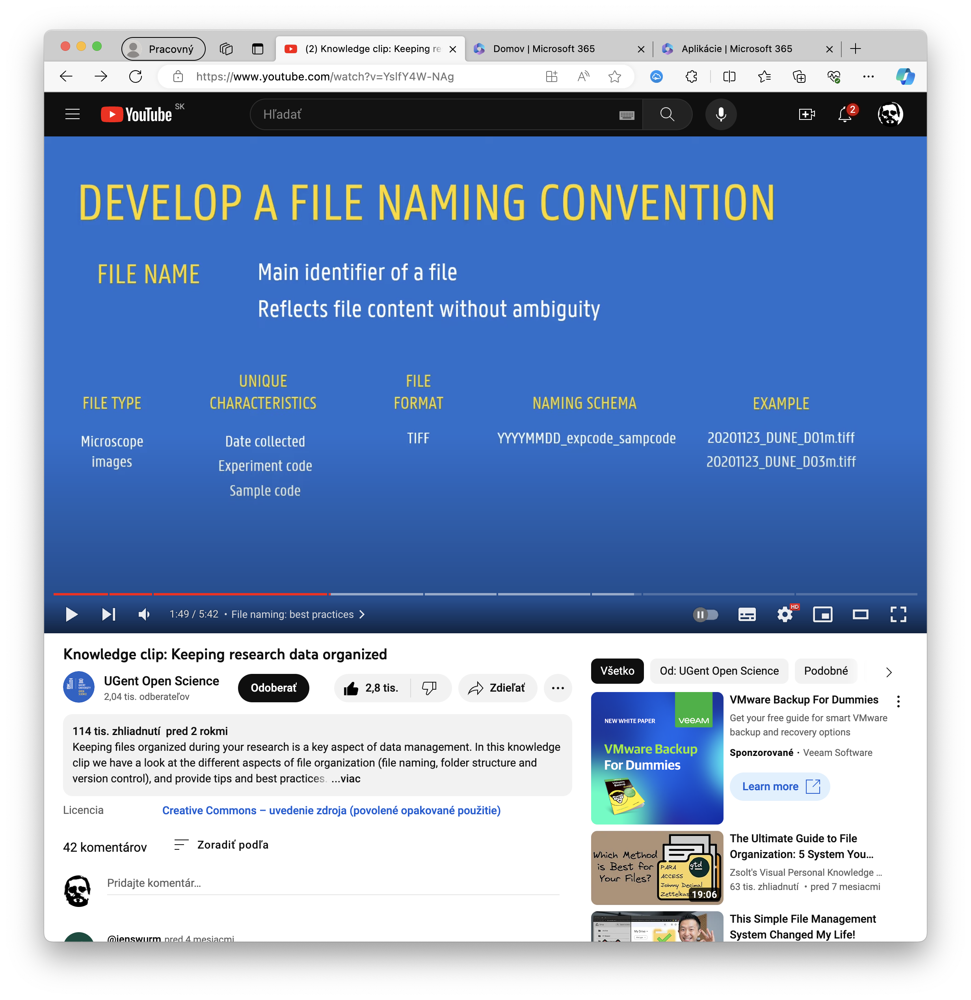 Pracovný
(2) Knowledge clip: Keeping re
Domov | Microsoft 365
Aplikácie | Microsoft 365
https://www.youtube.com/watch?v=YslfY4W-NAg
YouTube SK
Hľadať
2
DEVELOP A FILE NAMING CONVENTION
FILE NAME
Main identifier of a file
Reflects file content without ambiguity
FILE TYPE
UNIQUE
CHARACTERISTICS
FILE
FORMAT
NAMING SCHEMA
EXAMPLE
Microscope
images
Date collected
Experiment code
Sample code
TIFF
YYYYMMDD_expcode_sampcode
20201123_DUNE_D01m.tiff
20201123_DUNE_D03m.tiff
1:49 / 5:42 • File naming: best practices
HD
Knowledge clip: Keeping research data organized
UGent Open Science
2,04 tis. odberateľov
Odoberať
2,8 tis.
Zdieľať
114 tis. zhliadnutí pred 2 rokmi
Keeping files organized during your research is a key aspect of data management. In this knowledge
clip we have a look at the different aspects of file organization (file naming, folder structure and
version control), and provide tips and best practices. ...viac
Licencia
Creative Commons – uvedenie zdroja (povolené opakované použitie)
42 komentárov
Zoradiť podľa
Pridajte komentár...
@jenswurm pred 4 mesiacmi
Všetko
Od: UGent Open Science
Podobné
NEW WHITE PAPER
veeAM
VMware Backup
For Dummies
VMware Backup For Dummies
Get your free guide for smart VMware
backup and recovery options
Sponzorované · Veeam Software
Learn more
Which Method
is Best for
Your Files?
gtd
PARA
ACCESS
Johnny Decimal
19:06
The Ultimate Guide to File
Organization: 5 System You...
Zsolt's Visual Personal Knowledge ...
63 tis. zhliadnutí • pred 7 mesiacmi
My Drive
This Simple File Management
System Changed My Life!